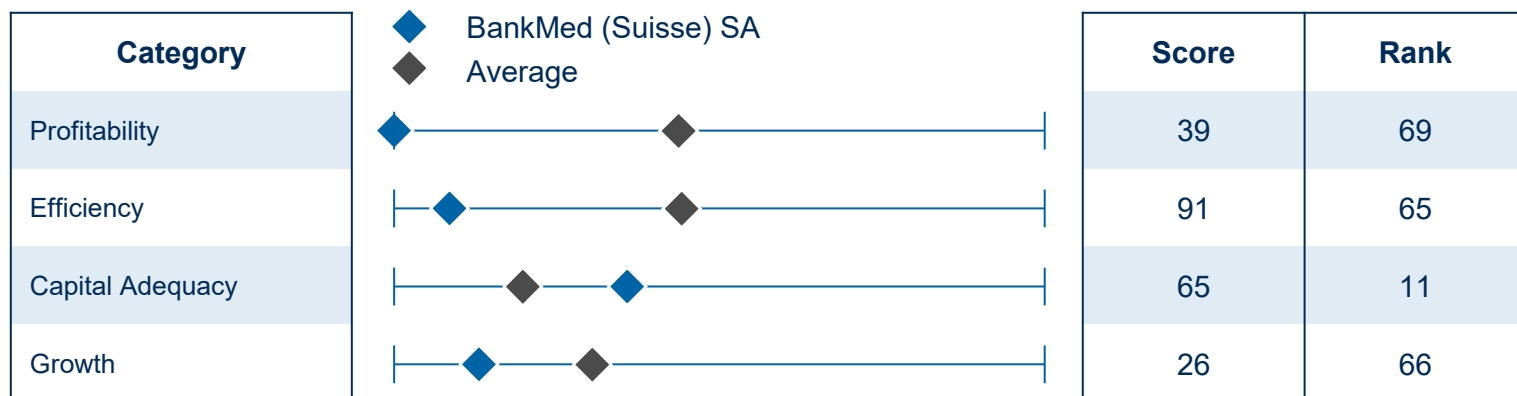 BankMed (Suisse) SA
Average
Category Score Rank
Profitability 39 69
Efficiency 91 65
Capital Adequacy 65 11
Growth 26 66